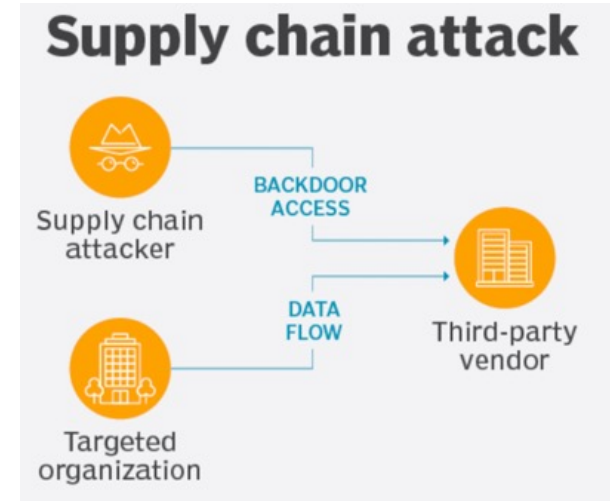 Supply chain attack
BACKDOOR
ACCESS
Supply chain
attacker
DATA
FLOW
Third-party
vendor
Targeted
organization